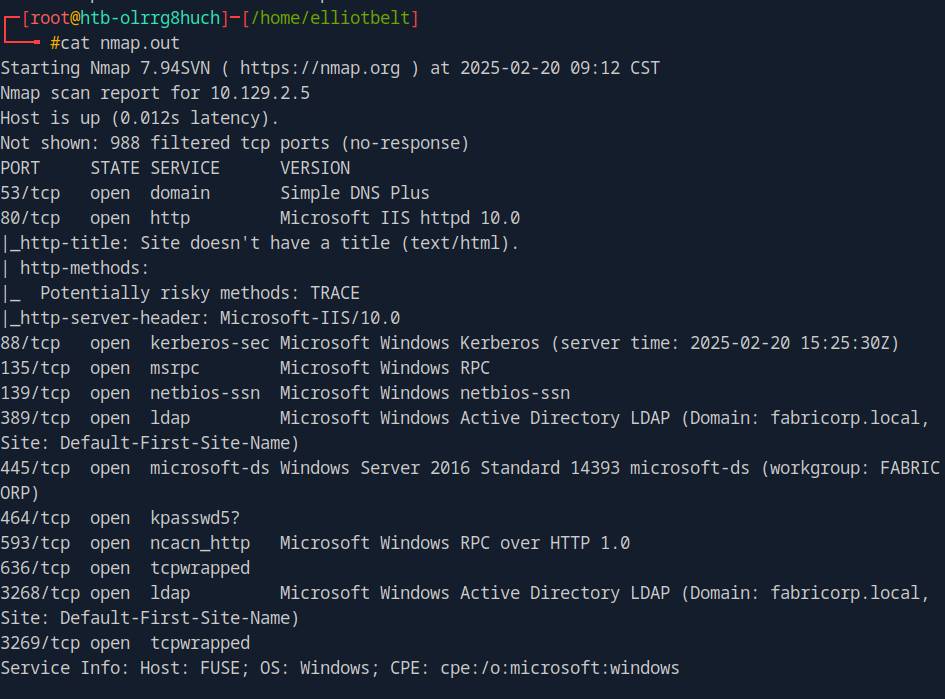 ┌─[root@htb-olrrg8huch]─[/home/elliotbelt]
└──╼ #cat nmap.out
Starting Nmap 7.94SVN ( https://nmap.org ) at 2025-02-20 09:12 CST
Nmap scan report for 10.129.2.5
Host is up (0.012s latency).
Not shown: 988 filtered tcp ports (no-response)
PORT     STATE SERVICE      VERSION
53/tcp   open  domain       Simple DNS Plus
80/tcp   open  http         Microsoft IIS httpd 10.0
|_http-title: Site doesn't have a title (text/html).
| http-methods:
|_  Potentially risky methods: TRACE
|_http-server-header: Microsoft-IIS/10.0
88/tcp   open  kerberos-sec Microsoft Windows Kerberos (server time: 2025-02-20 15:25:30Z)
135/tcp  open  msrpc        Microsoft Windows RPC
139/tcp  open  netbios-ssn  Microsoft Windows netbios-ssn
389/tcp  open  ldap         Microsoft Windows Active Directory LDAP (Domain: fabricorp.local,
Site: Default-First-Site-Name)
445/tcp  open  microsoft-ds Windows Server 2016 Standard 14393 microsoft-ds (workgroup: FABRIC
ORP)
464/tcp  open  kpasswd5?
593/tcp  open  ncacn_http   Microsoft Windows RPC over HTTP 1.0
636/tcp  open  tcpwrapped
3268/tcp open  ldap         Microsoft Windows Active Directory LDAP (Domain: fabricorp.local,
Site: Default-First-Site-Name)
3269/tcp open  tcpwrapped
Service Info: Host: FUSE; OS: Windows; CPE: cpe:/o:microsoft:windows